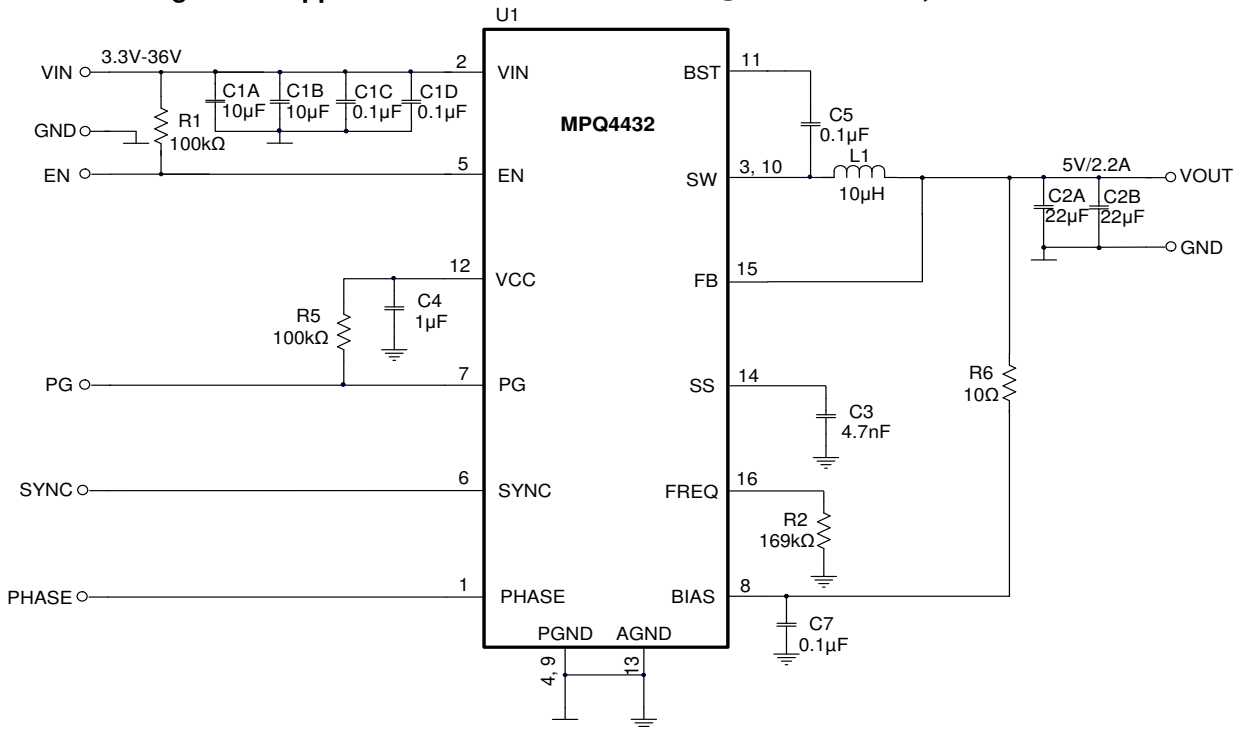 U1
VIN 3.3V-36V 2 VIN
C1A 10µF C1B 10µF C1C 0.1µF C1D 0.1µF
GND
R1
100kΩ
EN 5 EN
MPQ4432
BST 11
C5
0.1µF
SW 3, 10
L1
10µH
5V/2.2A
VOUT
C2A
22µF
C2B
22µF
GND
12 VCC
C4
1µF
R5
100kΩ
FB 15
PG 7 PG
SS 14
C3
4.7nF
R6
10Ω
SYNC 6 SYNC
FREQ 16
R2
169kΩ
PHASE 1 PHASE
BIAS 8
C7
0.1µF
PGND AGND
4, 9 13